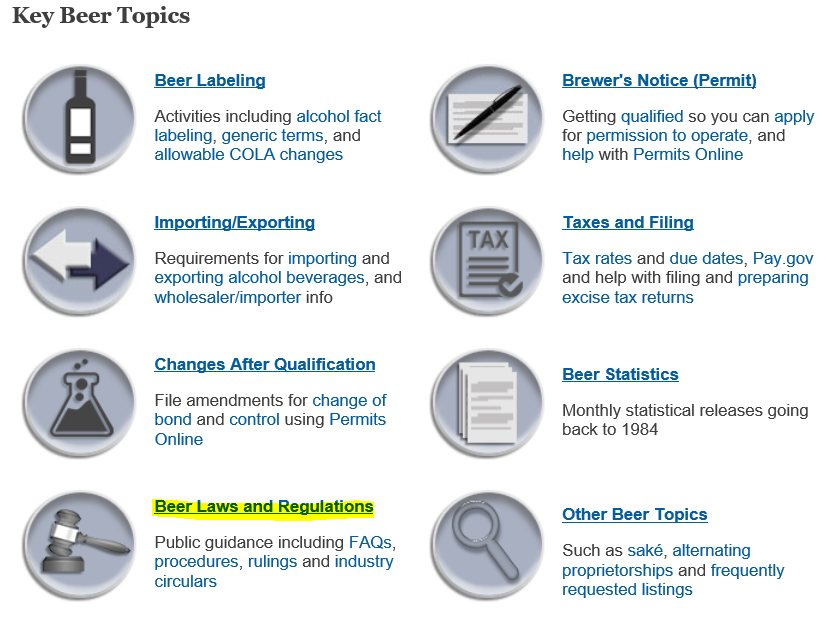 Key Beer Topics
Beer Labeling
Activities including alcohol fact
labeling, generic terms, and
allowable COLA changes
Brewer's Notice (Permit)
Getting qualified so you can apply
for permission to operate, and
help with Permits Online
Importing/Exporting
Requirements for importing and
exporting alcohol beverages, and
wholesaler/importer info
TAX
Taxes and Filing
Tax rates and due dates, Pay.gov
and help with filing and preparing
excise tax returns
Changes After Qualification
File amendments for change of
bond and control using Permits
Online
Beer Statistics
Monthly statistical releases going
back to 1984
Beer Laws and Regulations
Public guidance including FAQs,
procedures, rulings and industry
circulars
Other Beer Topics
Such as saké, alternating
proprietorships and frequently
requested listings